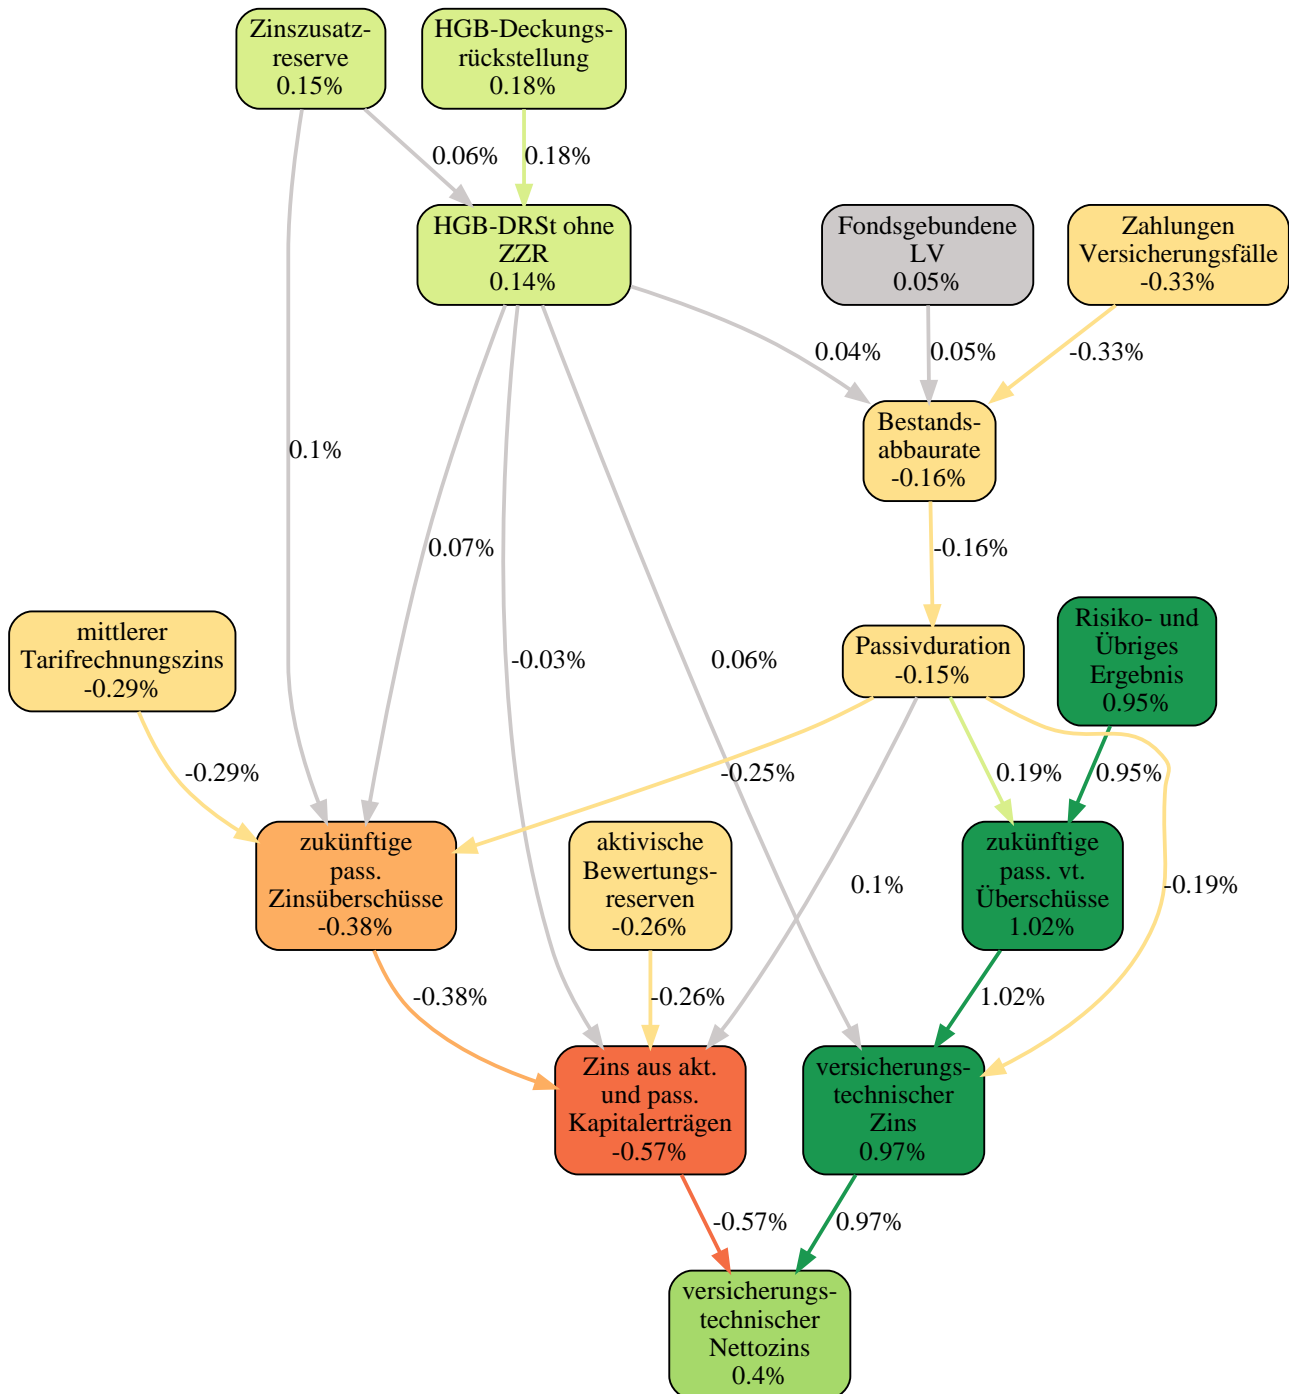 Zinszusatz-
reserve
0.15%
HGB-Deckungs-
rückstellung
0.18%
0.06%
0.18%
HGB-DRSt ohne
ZZR
0.14%
Fondsgebundene
LV
0.05%
Zahlungen
Versicherungsfälle
-0.33%
0.04%
0.05%
-0.33%
0.1%
Bestands-
abbaurate
-0.16%
0.07%
-0.16%
mittlerer
Tarifrechnungszins
-0.29%
-0.03%
0.06%
Passivduration
-0.15%
Risiko- und
Übriges
Ergebnis
0.95%
-0.29%
-0.25%
0.19%
0.95%
zukünftige
pass.
Zinsüberschüsse
-0.38%
aktivische
Bewertungs-
reserven
-0.26%
0.1%
zukünftige
pass. vt.
Überschüsse
1.02%
-0.19%
-0.38%
-0.26%
1.02%
Zins aus akt.
und pass.
Kapitalerträgen
-0.57%
versicherungs-
technischer
Zins
0.97%
-0.57%
0.97%
versicherungs-
technischer
Nettozins
0.4%